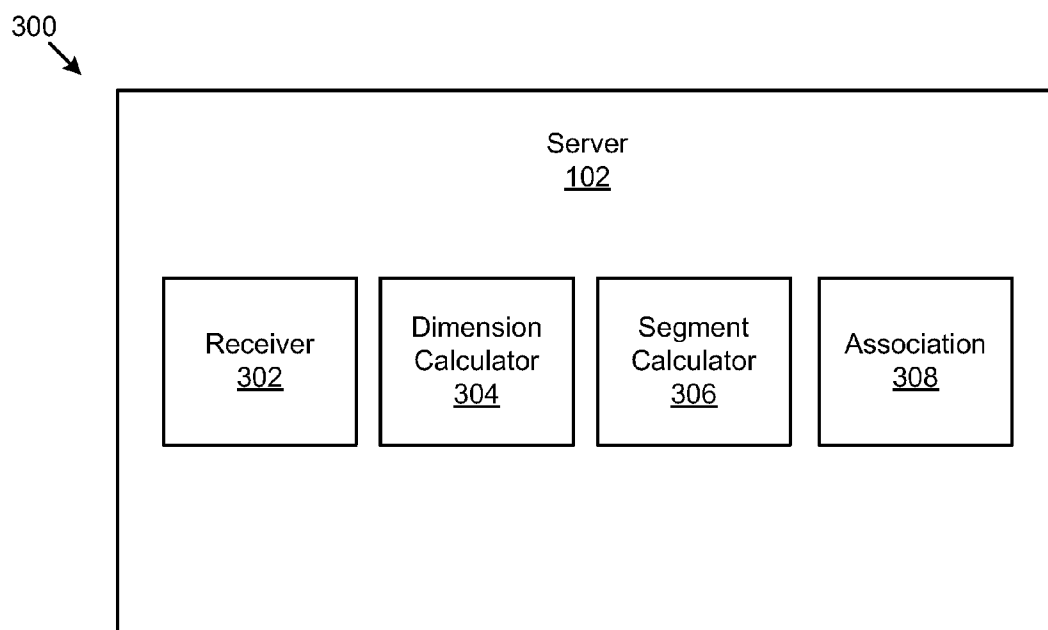 300
Server
102
Receiver
302
Dimension
Calculator
304
Segment
Calculator
306
Association
308